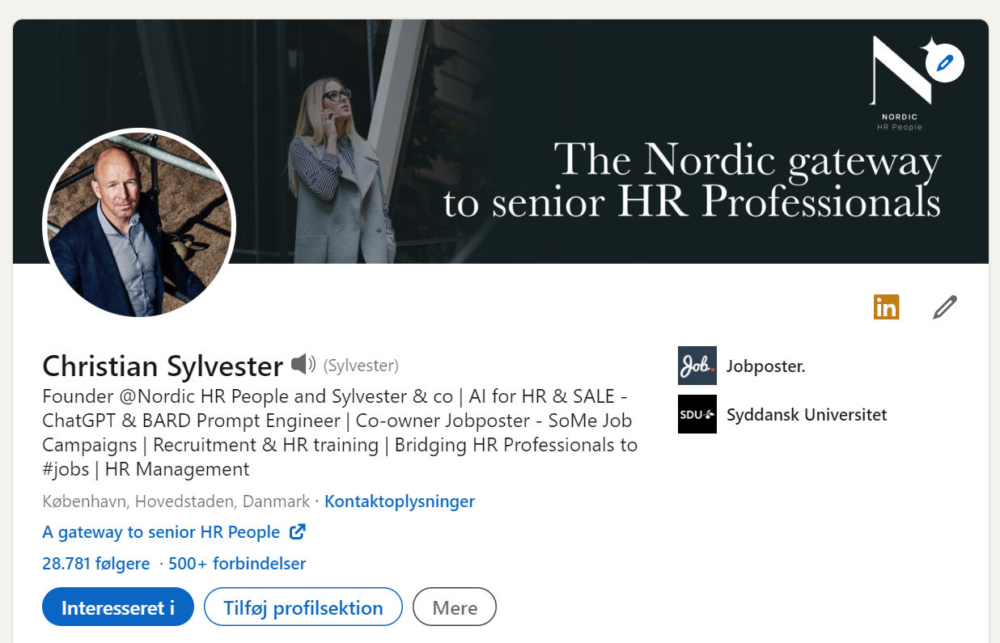 NORDIC
HR People
The Nordic gateway
to senior HR Professionals
in
Christian Sylvester (Sylvester)
Founder @Nordic HR People and Sylvester & co | AI for HR & SALE -
ChatGPT & BARD Prompt Engineer | Co-owner Jobposter - SoMe Job
Campaigns | Recruitment & HR training | Bridging HR Professionals to
#jobs | HR Management
København, Hovedstaden, Danmark · Kontaktoplysninger
A gateway to senior HR People
28.781 følgere · 500+ forbindelser
Interesseret i
Tilføj profilsektion
Mere
Job. Jobposter.
SDU Syddansk Universitet